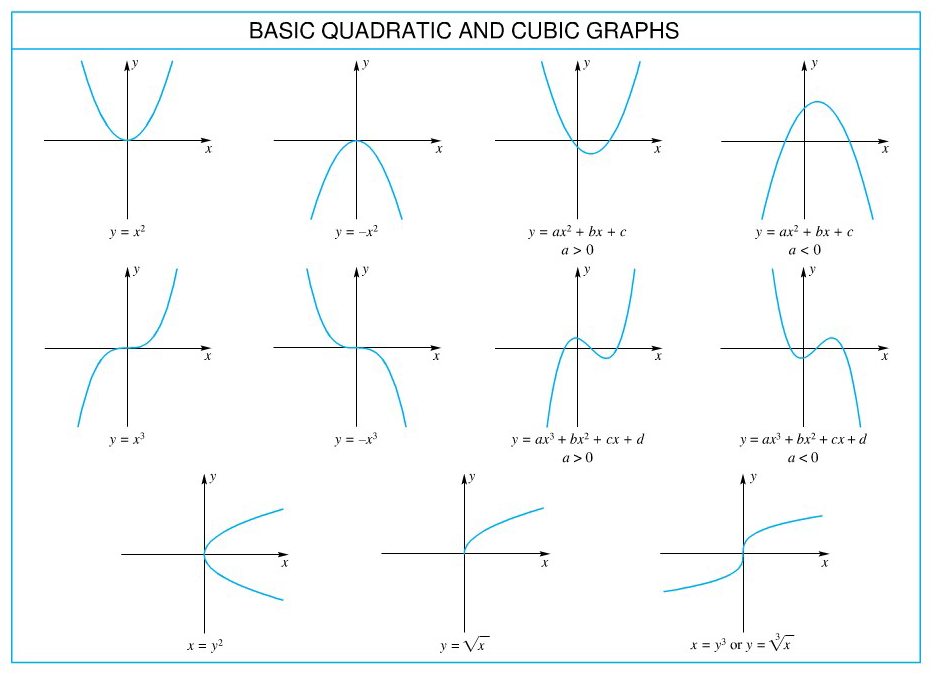 BASIC QUADRATIC AND CUBIC GRAPHS
y y y y
x x x x
y = x² y = –x² y = ax² + bx + c y = ax² + bx + c
a > 0 a < 0
y y y y
x x x x
y = x³ y = –x³ y = ax³ + bx² + cx + d y = ax³ + bx² + cx + d
a > 0 a < 0
y y y
x x x
x = y² y = √x x = y³ or y = ∛x